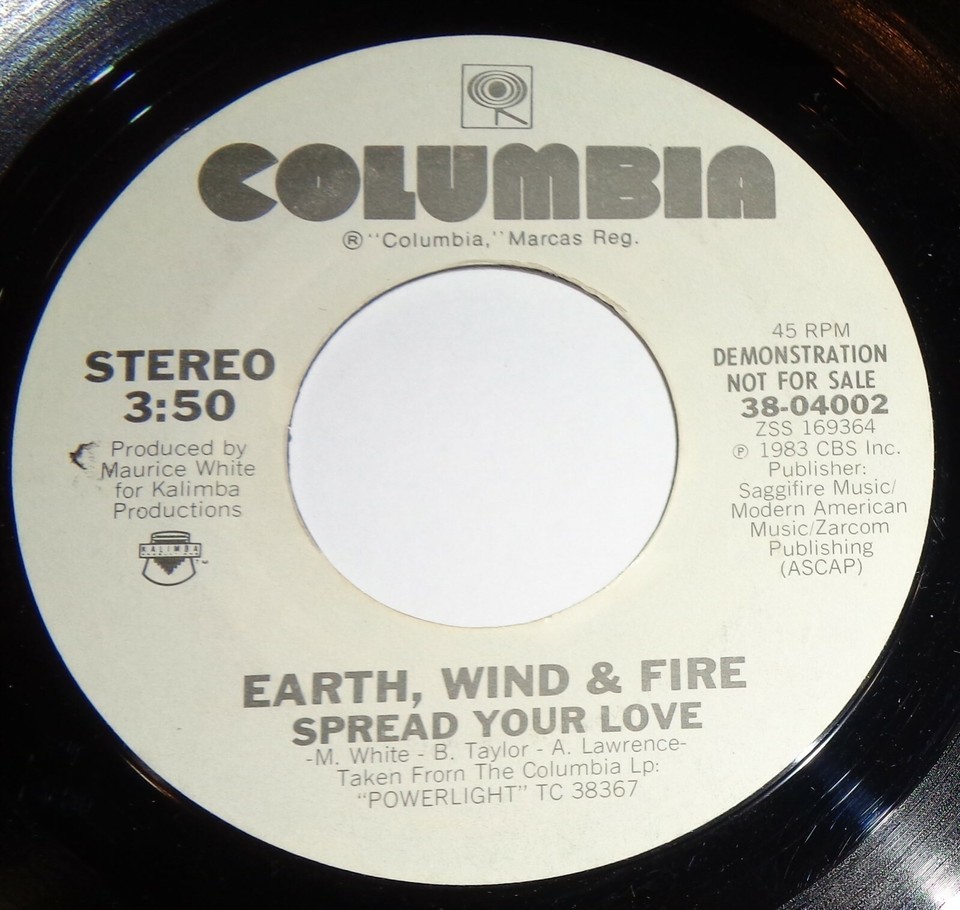 COLUMBIA
® "Columbia," Marcas Reg.
STEREO
3:50
Produced by
Maurice White
for Kalimba
Productions
KALIMBA
™
45 RPM
DEMONSTRATION
NOT FOR SALE
38-04002
ZSS 169364
℗ 1983 CBS Inc.
Publisher:
Saggifire Music/
Modern American
Music/Zarcom
Publishing
(ASCAP)
EARTH, WIND & FIRE
SPREAD YOUR LOVE
-M. White - B. Taylor - A. Lawrence-
Taken From The Columbia Lp:
"POWERLIGHT" TC 38367